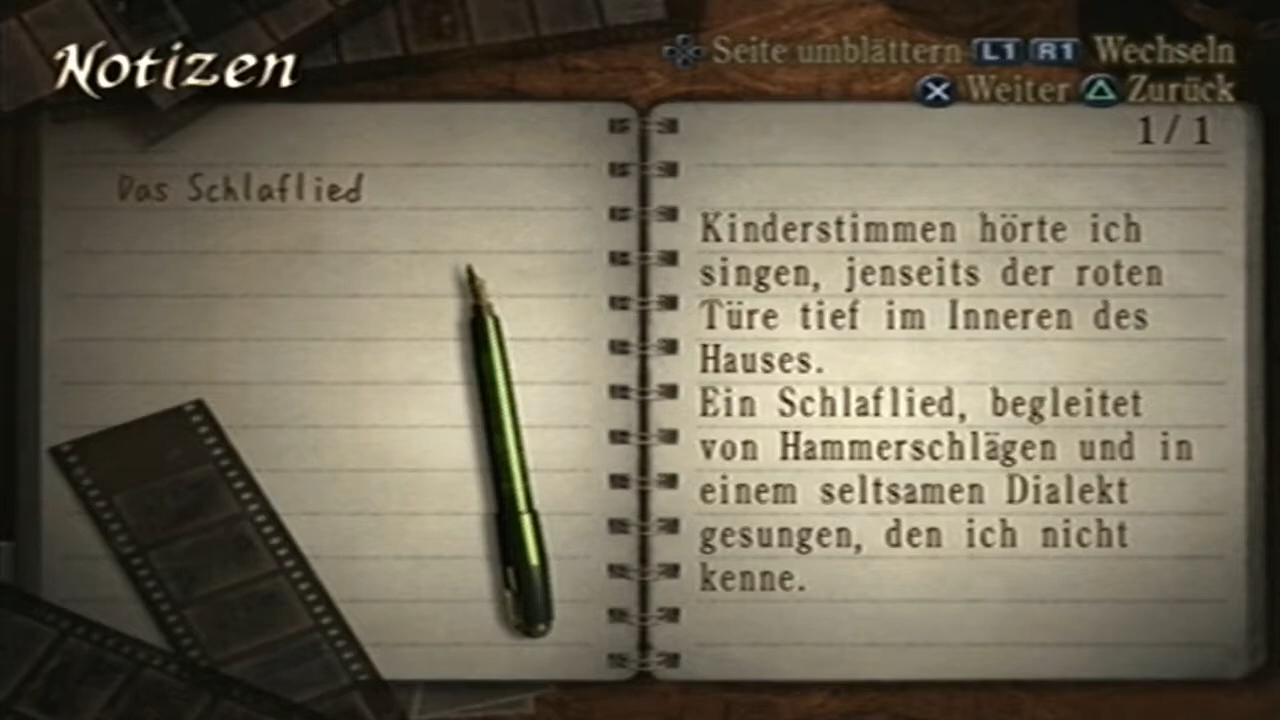 Notizen
Seite umblättern L1 R1 Wechseln
Weiter Zurück
1/1
Das Schlaflied
Kinderstimmen hörte ich
singen, jenseits der roten
Türe tief im Inneren des
Hauses.
Ein Schlaflied, begleitet
von Hammerschlägen und in
einem seltsamen Dialekt
gesungen, den ich nicht
kenne.